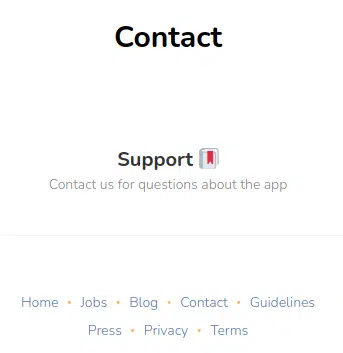 Contact
Support
Contact us for questions about the app
Home • Jobs • Blog • Contact • Guidelines
Press • Privacy • Terms